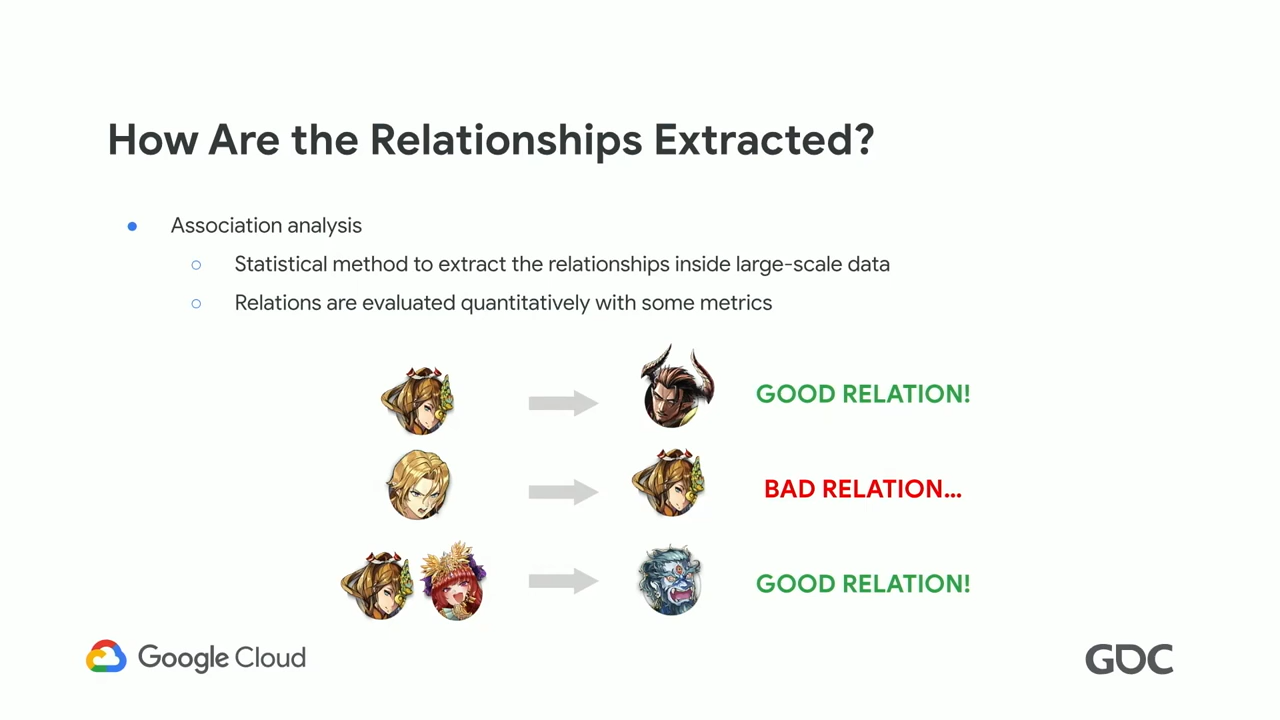 How Are the Relationships Extracted?
Association analysis
Statistical method to extract the relationships inside large-scale data
Relations are evaluated quantitatively with some metrics
GOOD RELATION!
BAD RELATION...
GOOD RELATION!
Google Cloud
GDC